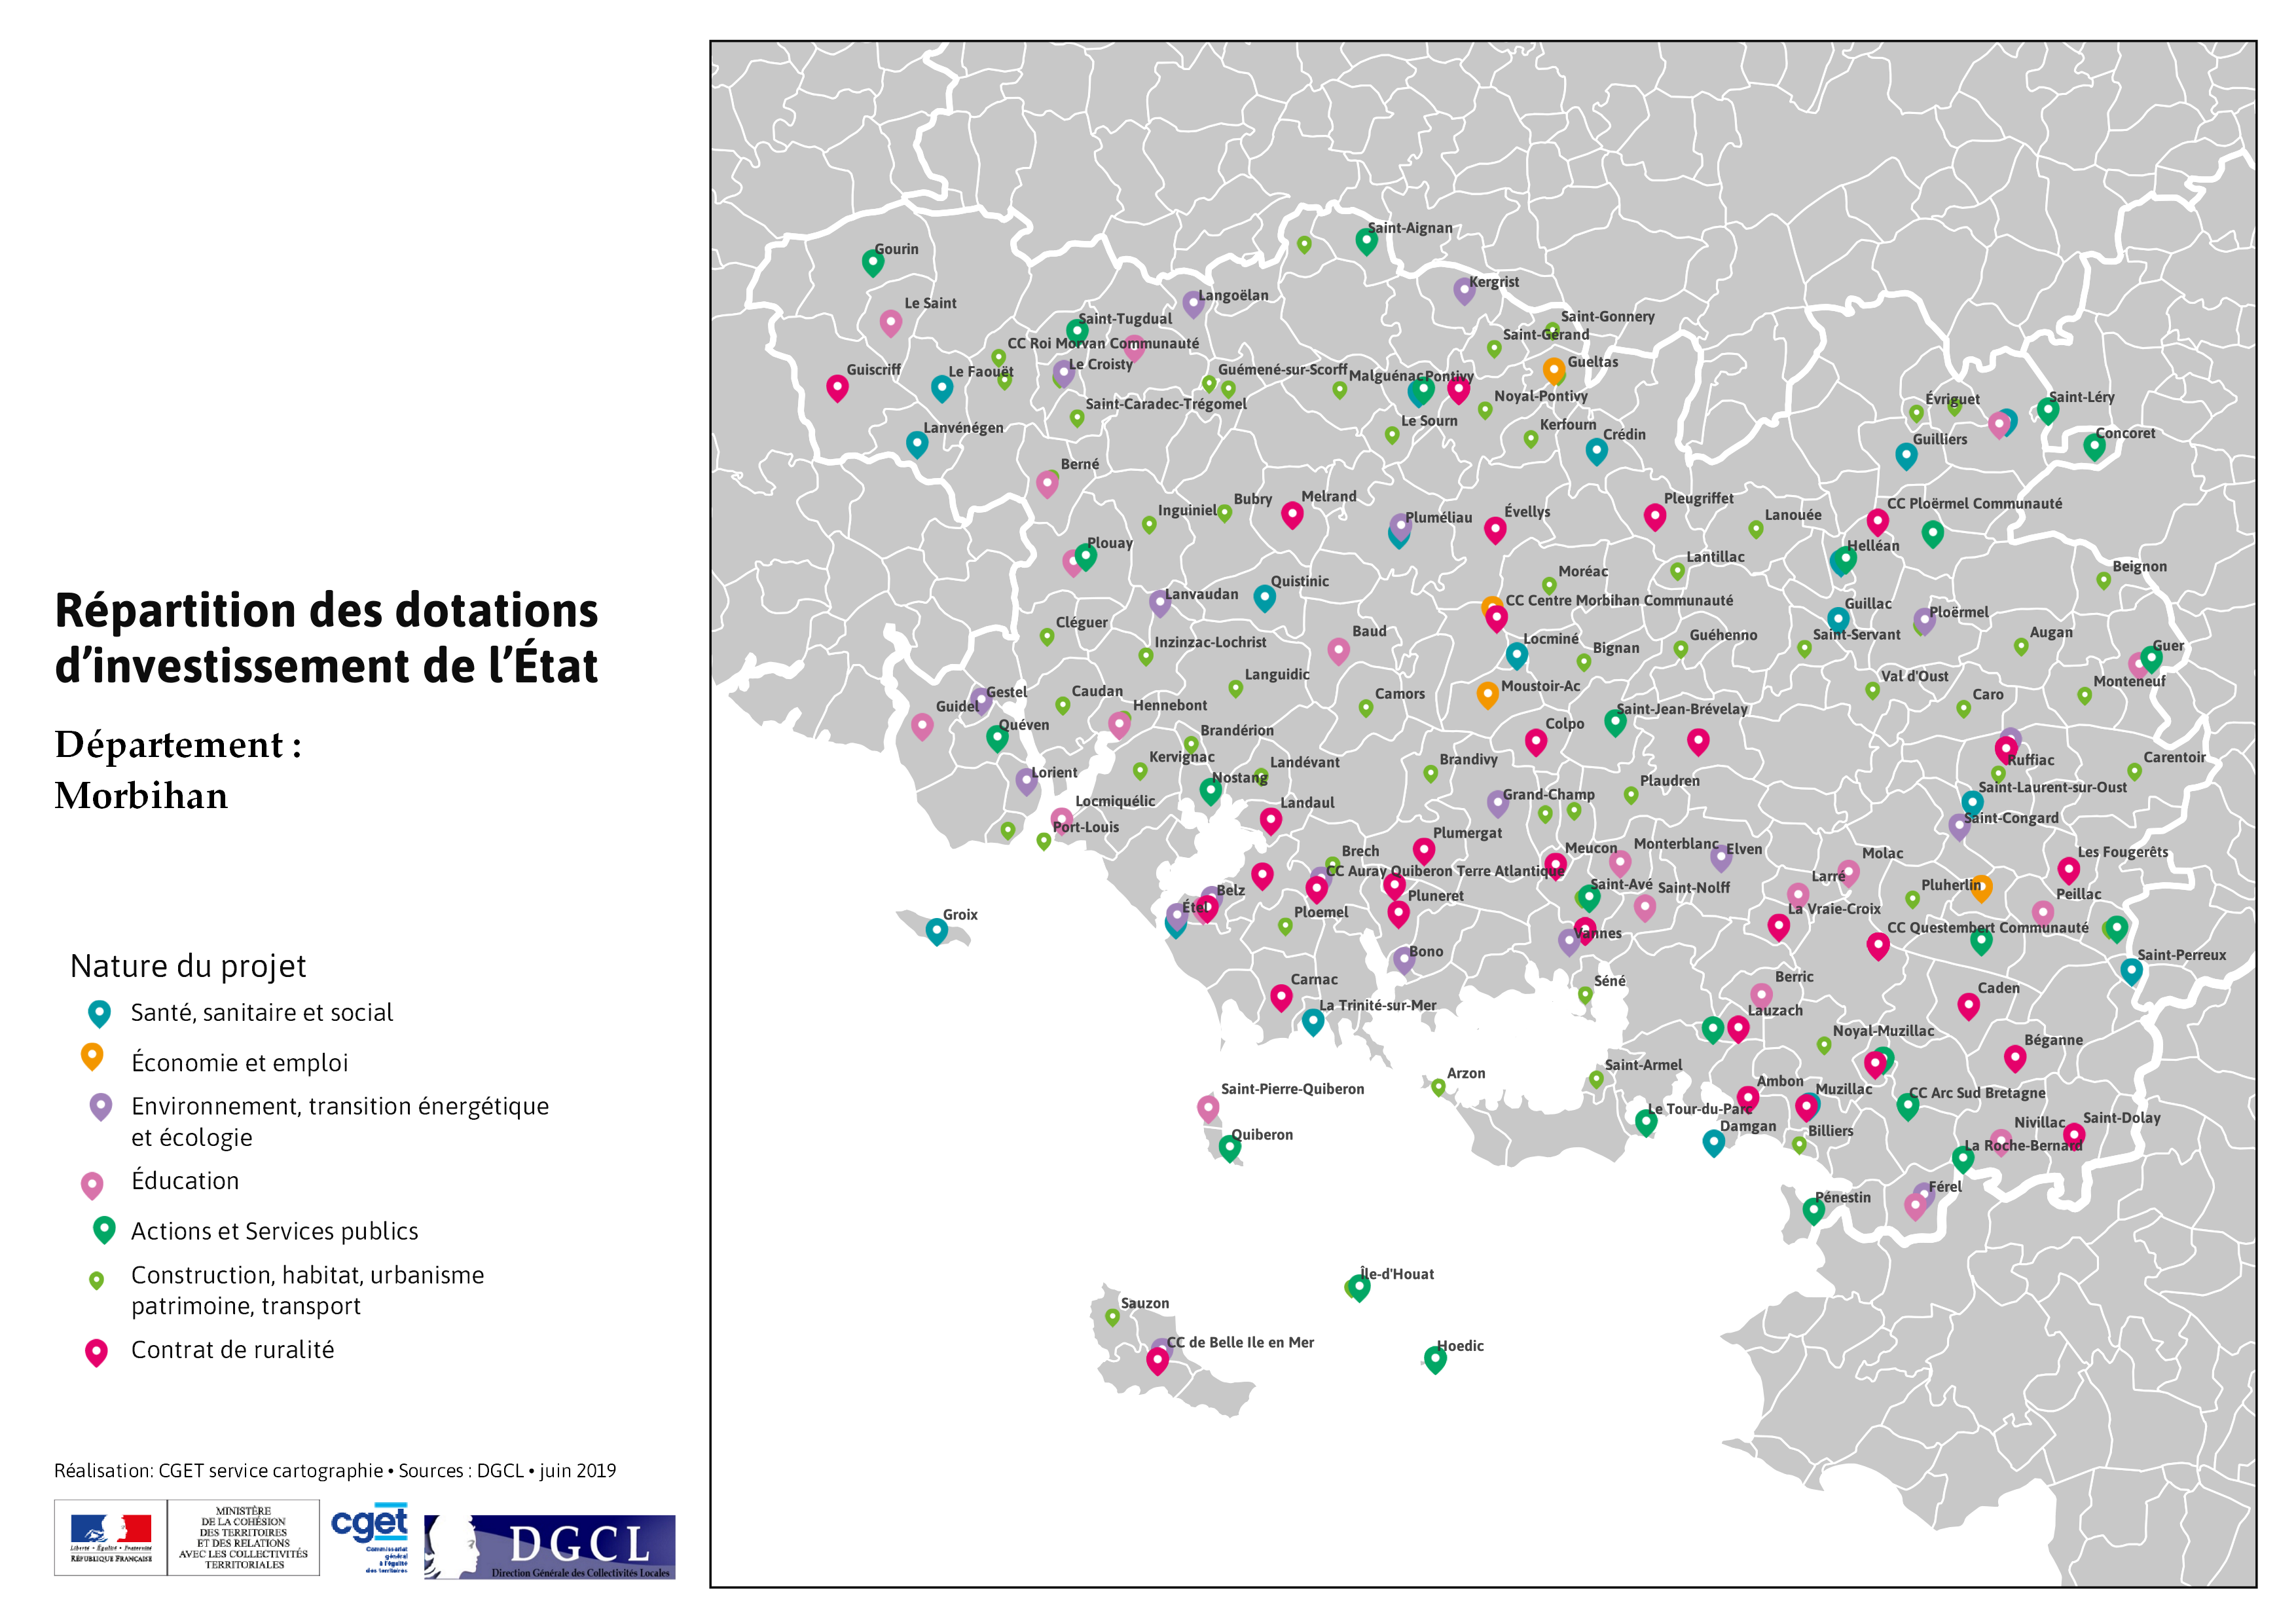 Répartition des dotations
d’investissement de l’État
Département :
Morbihan
Nature du projet
Santé, sanitaire et social
Économie et emploi
Environnement, transition énergétique
et écologie
Éducation
Actions et Services publics
Construction, habitat, urbanisme
patrimoine, transport
Contrat de ruralité
Réalisation: CGET service cartographie • Sources : DGCL • juin 2019
Liberté • Égalité • Fraternité
RÉPUBLIQUE FRANÇAISE
MINISTÈRE
DE LA COHÉSION
DES TERRITOIRES
ET DES RELATIONS
AVEC LES COLLECTIVITÉS
TERRITORIALES
cget
Commissariat
général
à l'égalité
des territoires
DGCL
Direction Générale des Collectivités Locales
Saint-Aignan
Gourin
Kergrist
Langoëlan
Le Saint
Saint-Tugdual
Saint-Gonnery
Saint-Gérand
CC Roi Morvan Communauté
Le Croisty
Gueltas
Guiscriff
Le Faouët
Guémené-sur-Scorff
Malguénac
Pontivy
Noyal-Pontivy
Saint-Caradec-Trégomel
Évriguet
Saint-Léry
Le Sourn
Kerfourn
Crédin
Lanvénégen
Guilliers
Concoret
Berné
Inguiniel
Bubry
Melrand
Pleugriffet
CC Ploërmel Communauté
Pluméliau
Évellys
Lanouée
Plouay
Helléan
Lantillac
Beignon
Moréac
Quistinic
Lanvaudan
CC Centre Morbihan Communauté
Guillac
Ploërmel
Cléguer
Baud
Locminé
Guéhenno
Saint-Servant
Augan
Inzinzac-Lochrist
Bignan
Guer
Languidic
Val d'Oust
Monteneuf
Gestel
Caudan
Camors
Moustoir-Ac
Caro
Guidel
Hennebont
Saint-Jean-Brévelay
Quéven
Brandérion
Colpo
Kervignac
Landévant
Brandivy
Ruffiac
Carentoir
Lorient
Nostang
Plaudren
Saint-Laurent-sur-Oust
Locmiquélic
Landaul
Grand-Champ
Port-Louis
Plumergat
Saint-Congard
Brech
Meucon
Monterblanc
Elven
Molac
Les Fougerêts
CC Auray Quiberon Terre Atlantique
Larré
Belz
Pluneret
Saint-Avé
Saint-Nolff
Pluherlin
Peillac
Étel
Ploemel
La Vraie-Croix
Groix
Vannes
CC Questembert Communauté
Bono
Saint-Perreux
Carnac
Séné
Berric
Caden
La Trinité-sur-Mer
Lauzach
Noyal-Muzillac
Béganne
Arzon
Saint-Armel
Saint-Pierre-Quiberon
Ambon
Muzillac
CC Arc Sud Bretagne
Le Tour-du-Parc
Damgan
Quiberon
Billiers
Nivillac
Saint-Dolay
La Roche-Bernard
Férel
Pénestin
Île-d'Houat
Sauzon
CC de Belle Ile en Mer
Hoedic